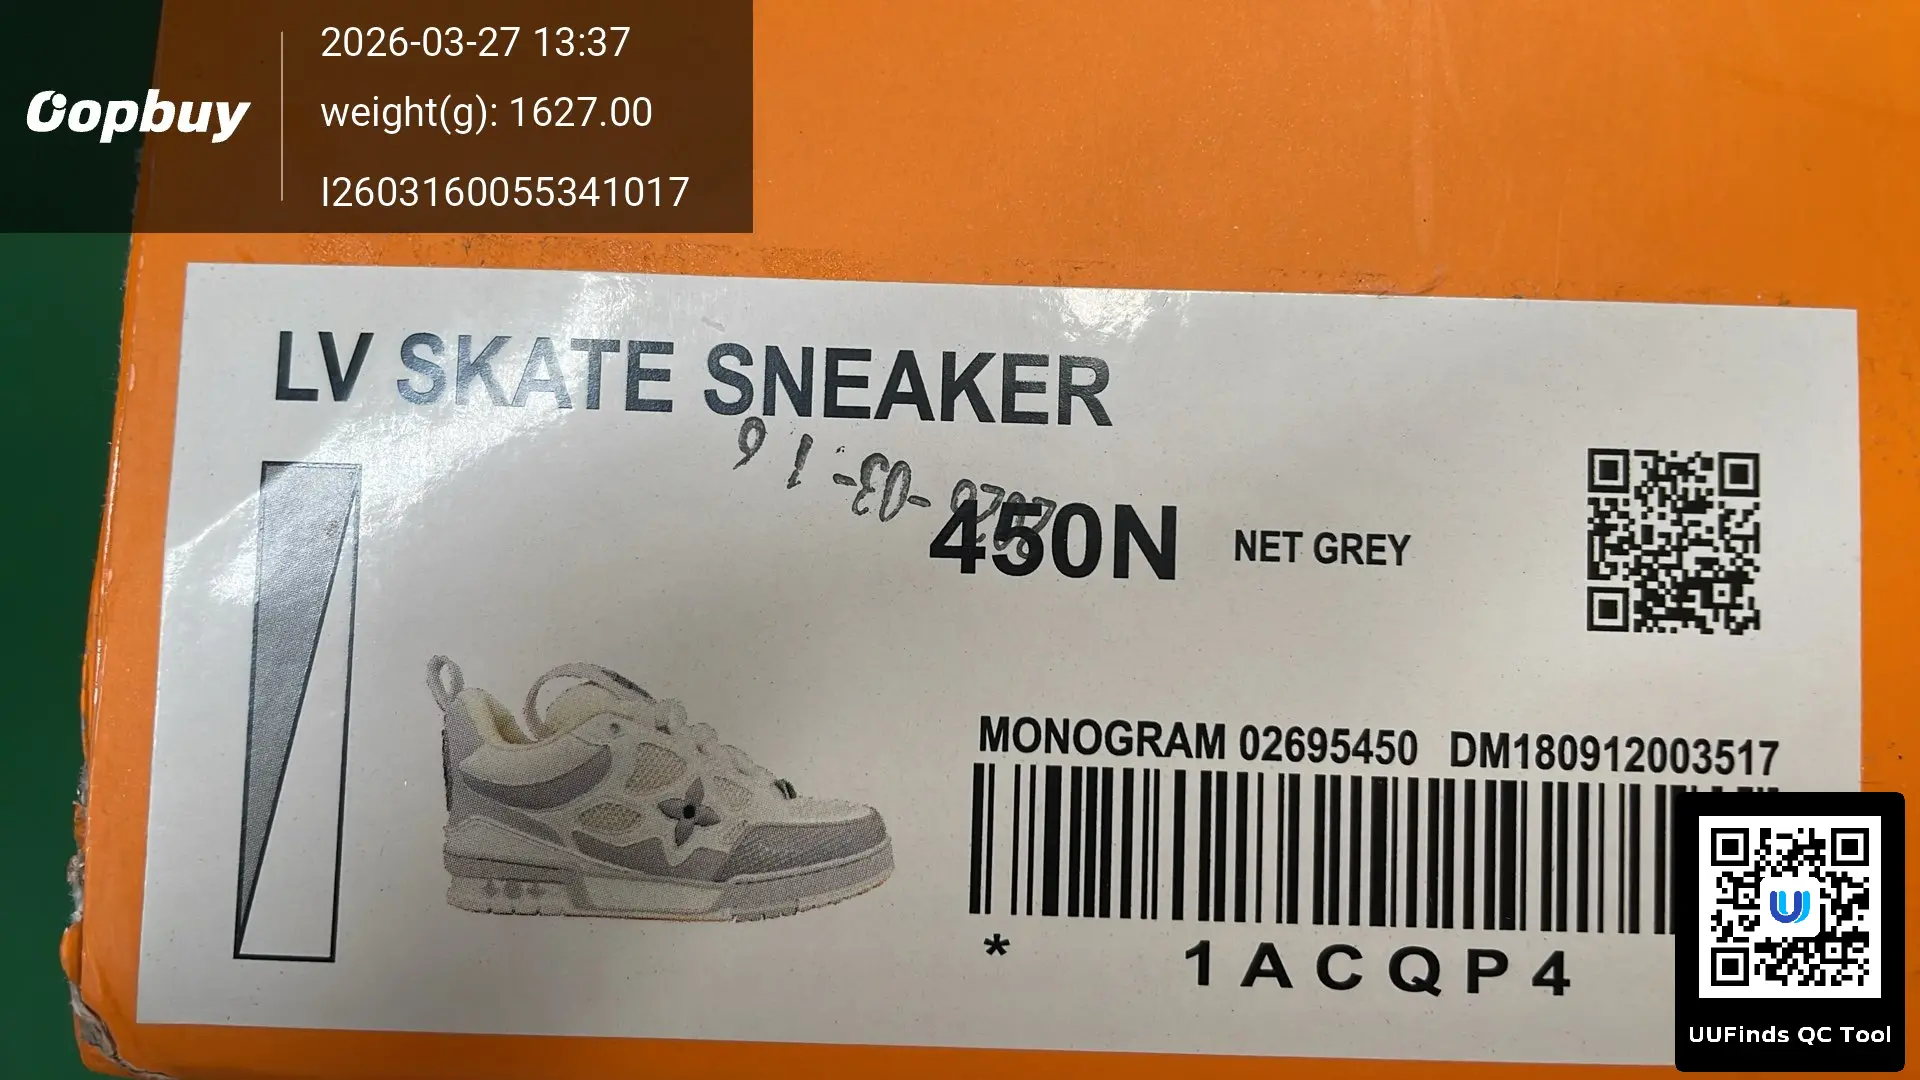 Oopbuy
2026-03-27 13:37
weight(g): 1627.00
I2603160055341017
LV SKATE SNEAKER
2026-03-16
450N NET GREY
MONOGRAM 02695450 DM180912003517
* 1ACQP4
UUFinds QC Tool